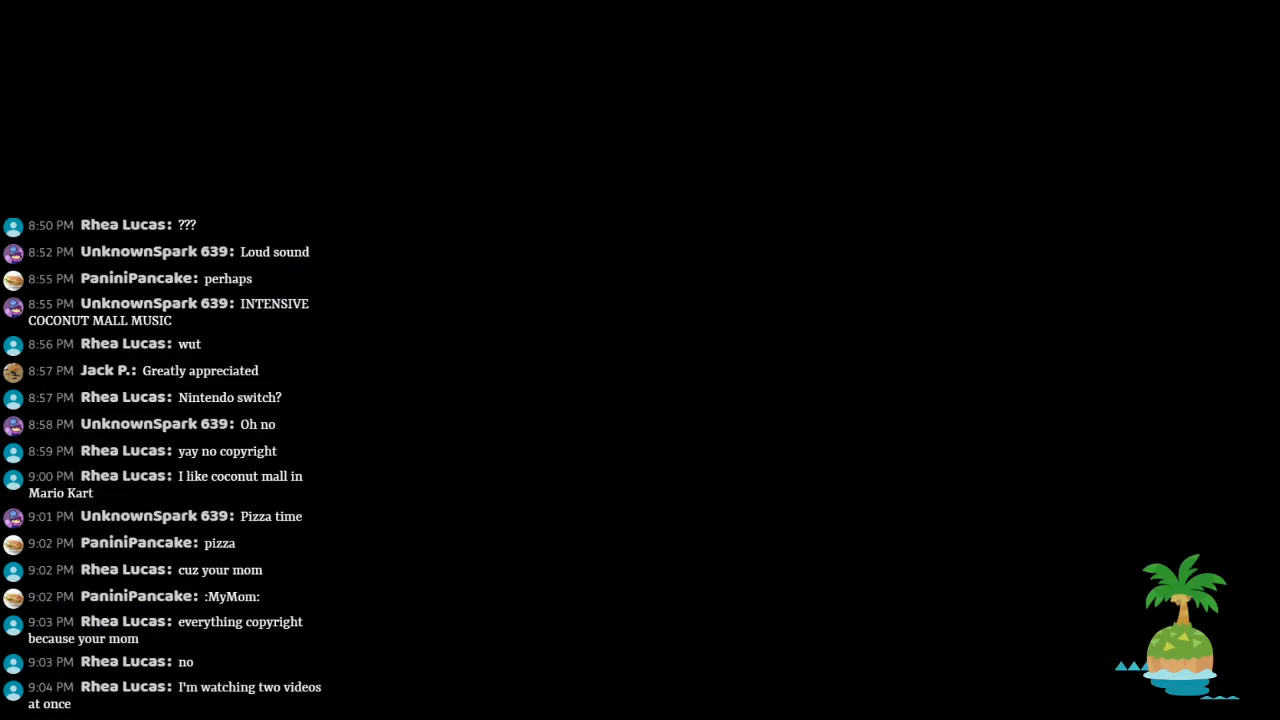 8:50 PM Rhea Lucas: ???
8:52 PM UnknownSpark 639: Loud sound
8:55 PM PaniniPancake: perhaps
8:55 PM UnknownSpark 639: INTENSIVE
COCONUT MALL MUSIC
8:56 PM Rhea Lucas: wut
8:57 PM Jack P.: Greatly appreciated
8:57 PM Rhea Lucas: Nintendo switch?
8:58 PM UnknownSpark 639: Oh no
8:59 PM Rhea Lucas: yay no copyright
9:00 PM Rhea Lucas: I like coconut mall in
Mario Kart
9:01 PM UnknownSpark 639: Pizza time
9:02 PM PaniniPancake: pizza
9:02 PM Rhea Lucas: cuz your mom
9:02 PM PaniniPancake: :MyMom:
9:03 PM Rhea Lucas: everything copyright
because your mom
9:03 PM Rhea Lucas: no
9:04 PM Rhea Lucas: I'm watching two videos
at once